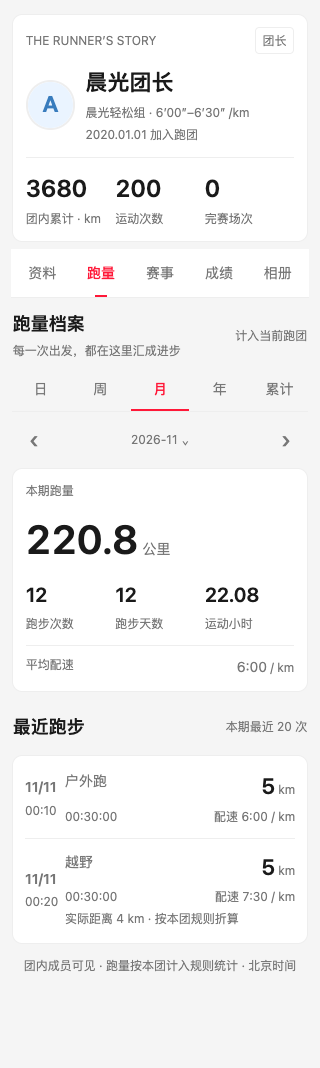 THE RUNNER'S STORY
团长
A
晨光团长
晨光轻松组 · 6′00″–6′30″ /km
2020.01.01 加入跑团
3680 200 0
团内累计 · km 运动次数 完赛场次
资料 跑量 赛事 成绩 相册
跑量档案
每一次出发，都在这里汇成进步
计入当前跑团
日 周 月 年 累计
‹ 2026-11 ⌄ ›
本期跑量
220.8 公里
12 12 22.08
跑步次数 跑步天数 运动小时
平均配速 6:00 / km
最近跑步 本期最近 20 次
11/11 户外跑 5 km
00:10 00:30:00 配速 6:00 / km
越野 5 km
11/11
00:20 00:30:00 配速 7:30 / km
实际距离 4 km · 按本团规则折算
团内成员可见 · 跑量按本团计入规则统计 · 北京时间